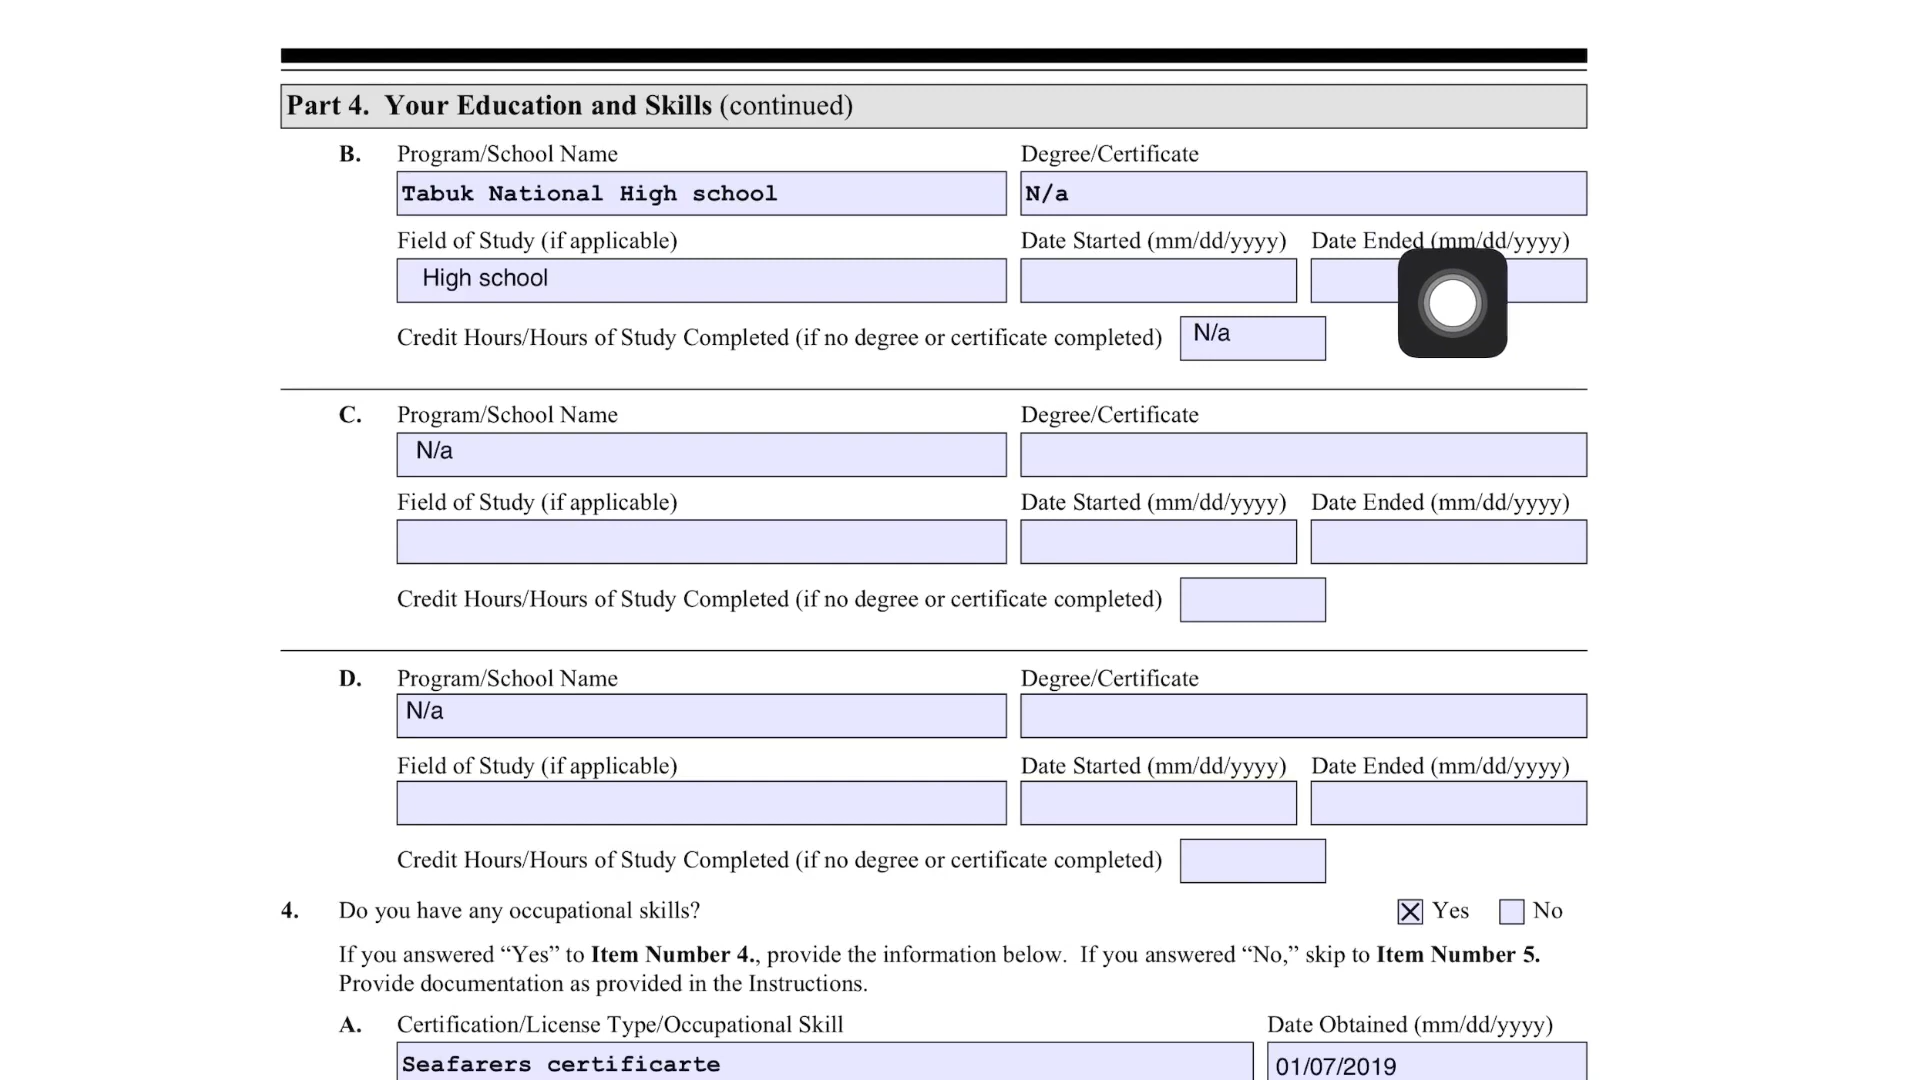 Part 4. Your Education and Skills (continued)
B. Program/School Name Degree/Certificate
Tabuk National High school N/a
Field of Study (if applicable) Date Started (mm/dd/yyyy) Date Ended (mm/dd/yyyy)
High school
Credit Hours/Hours of Study Completed (if no degree or certificate completed) N/a
C. Program/School Name Degree/Certificate
N/a
Field of Study (if applicable) Date Started (mm/dd/yyyy) Date Ended (mm/dd/yyyy)
Credit Hours/Hours of Study Completed (if no degree or certificate completed)
D. Program/School Name Degree/Certificate
N/a
Field of Study (if applicable) Date Started (mm/dd/yyyy) Date Ended (mm/dd/yyyy)
Credit Hours/Hours of Study Completed (if no degree or certificate completed)
4. Do you have any occupational skills? Yes No
If you answered “Yes” to Item Number 4., provide the information below. If you answered “No,” skip to Item Number 5.
Provide documentation as provided in the Instructions.
A. Certification/License Type/Occupational Skill Date Obtained (mm/dd/yyyy)
Seafarers certificarte 01/07/2019